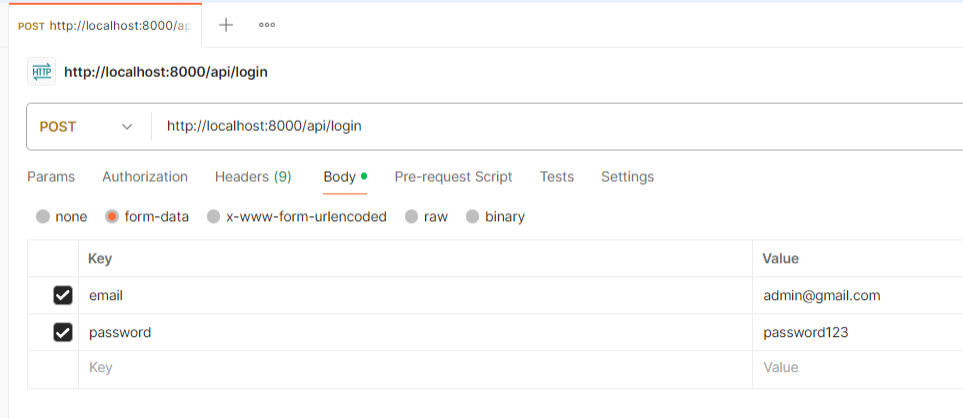 POST http://localhost:8000/ap
HTTP http://localhost:8000/api/login
POST http://localhost:8000/api/login
Params Authorization Headers (9) Body Pre-request Script Tests Settings
none form-data x-www-form-urlencoded raw binary
Key Value
email admin@gmail.com
password password123
Key Value